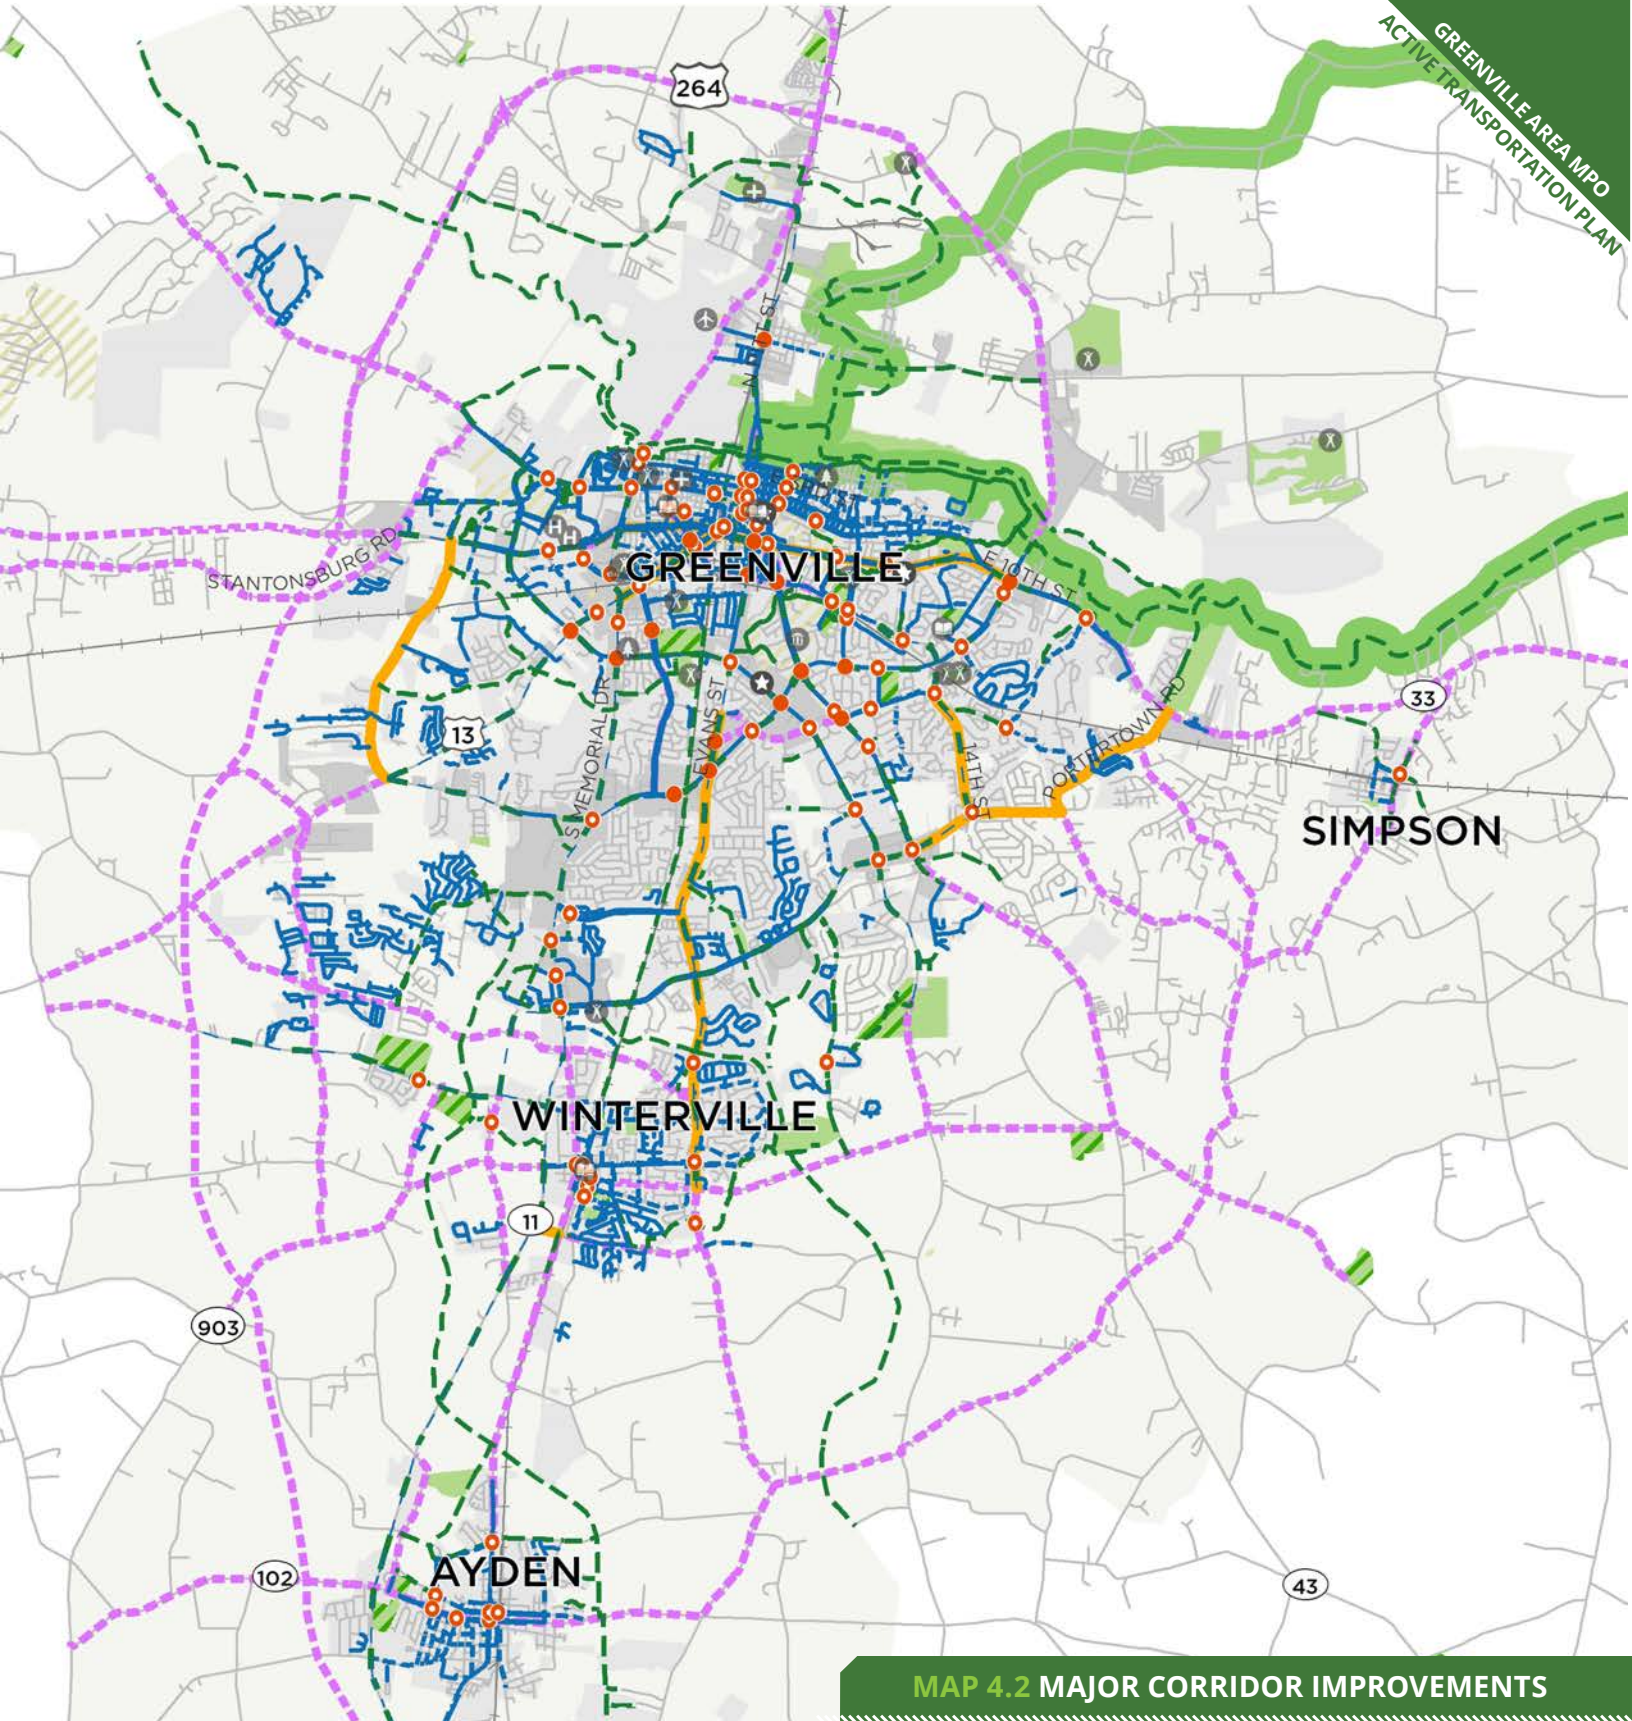 GREENVILLE AREA MPO
ACTIVE TRANSPORTATION PLAN
264
N PITT ST
STANTONSBURG RD
GREENVILLE
E 10TH ST
33
13
S MEMORIAL DR
EVANS ST
14TH ST
PORTERTOWN RD
SIMPSON
WINTERVILLE
11
903
AYDEN
102
43
MAP 4.2 MAJOR CORRIDOR IMPROVEMENTS